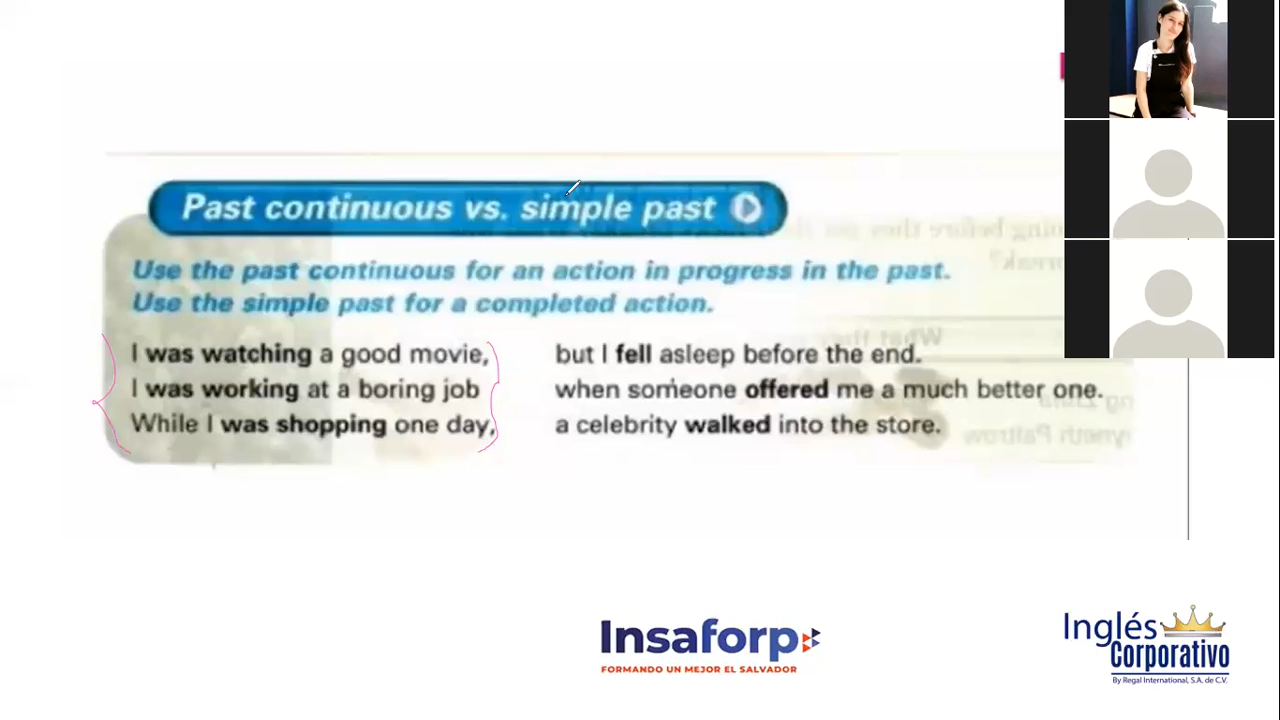 Past continuous vs. simple past
Use the past continuous for an action in progress in the past.
Use the simple past for a completed action.
I was watching a good movie, but I fell asleep before the end.
I was working at a boring job when someone offered me a much better one.
While I was shopping one day, a celebrity walked into the store.
Insaforp
FORMANDO UN MEJOR EL SALVADOR
Inglés
Corporativo
By Regal International, S.A. de C.V.